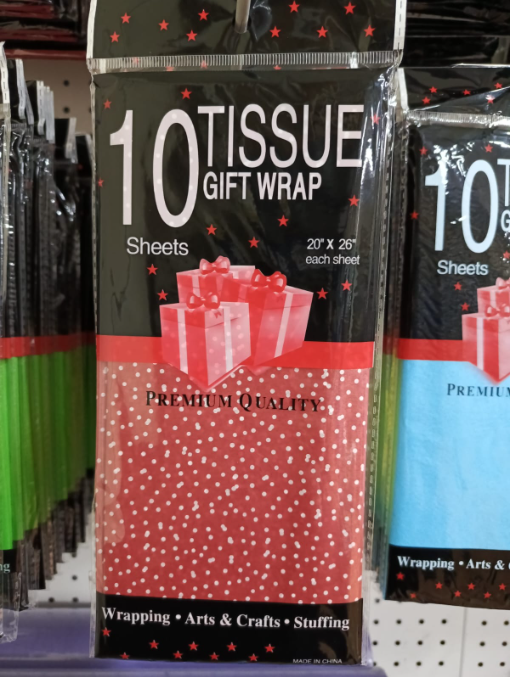 10 TISSUE
GIFT WRAP
Sheets
20" X 26"
each sheet
PREMIUM QUALITY
Wrapping • Arts & Crafts • Stuffing
MADE IN CHINA
10
Sheets
Wrapping • Arts &